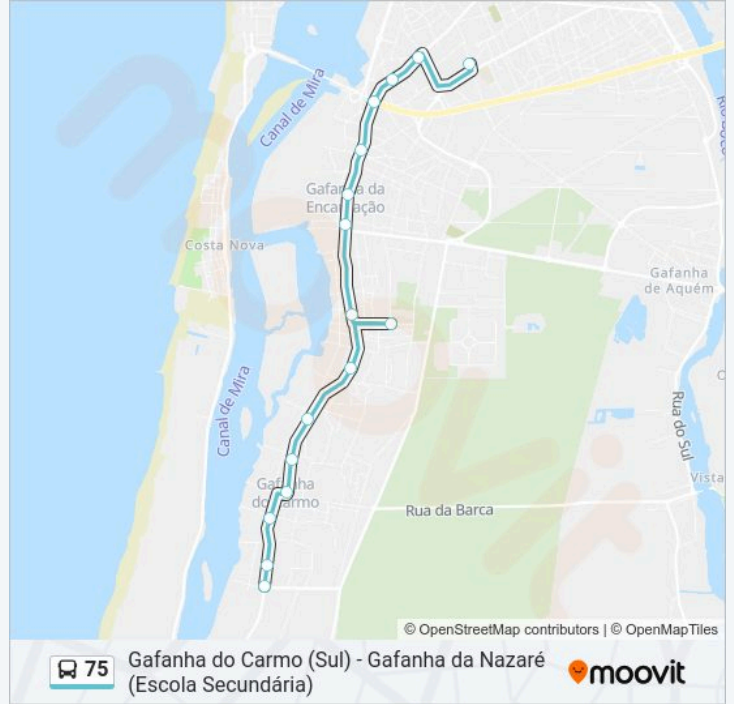 Canal de Mira
Gafanha da
Encarnação
Costa Nova
Gafanha
de Aquém
Canal de Mira
Rua do Sul
Gafanha
do Carmo
Vista
Rua da Barca
© OpenStreetMap contributors | © OpenMapTiles
75
Gafanha do Carmo (Sul) - Gafanha da Nazaré
(Escola Secundária)
moovit